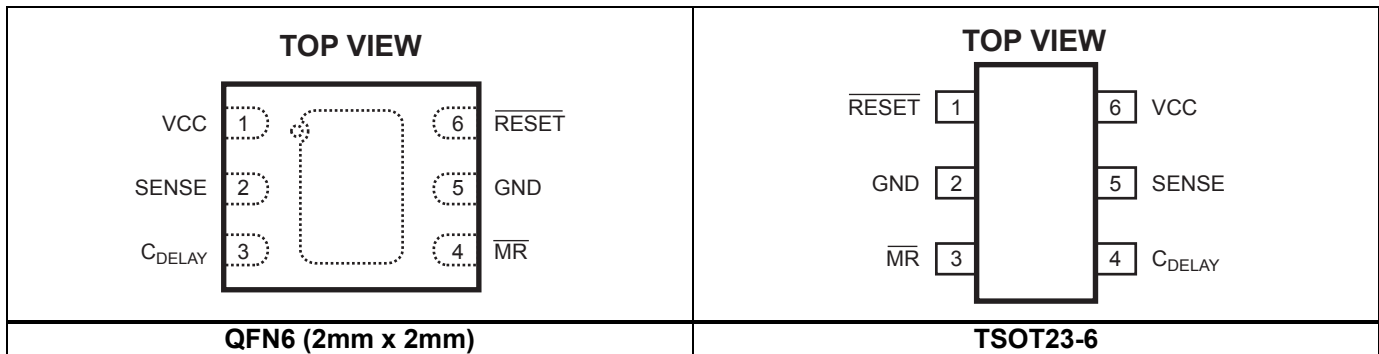 TOP VIEW
VCC 1
6 RESET
SENSE 2
5 GND
CDELAY 3
4 MR
QFN6 (2mm x 2mm)
TOP VIEW
RESET 1
6 VCC
GND 2
5 SENSE
MR 3
4 CDELAY
TSOT23-6